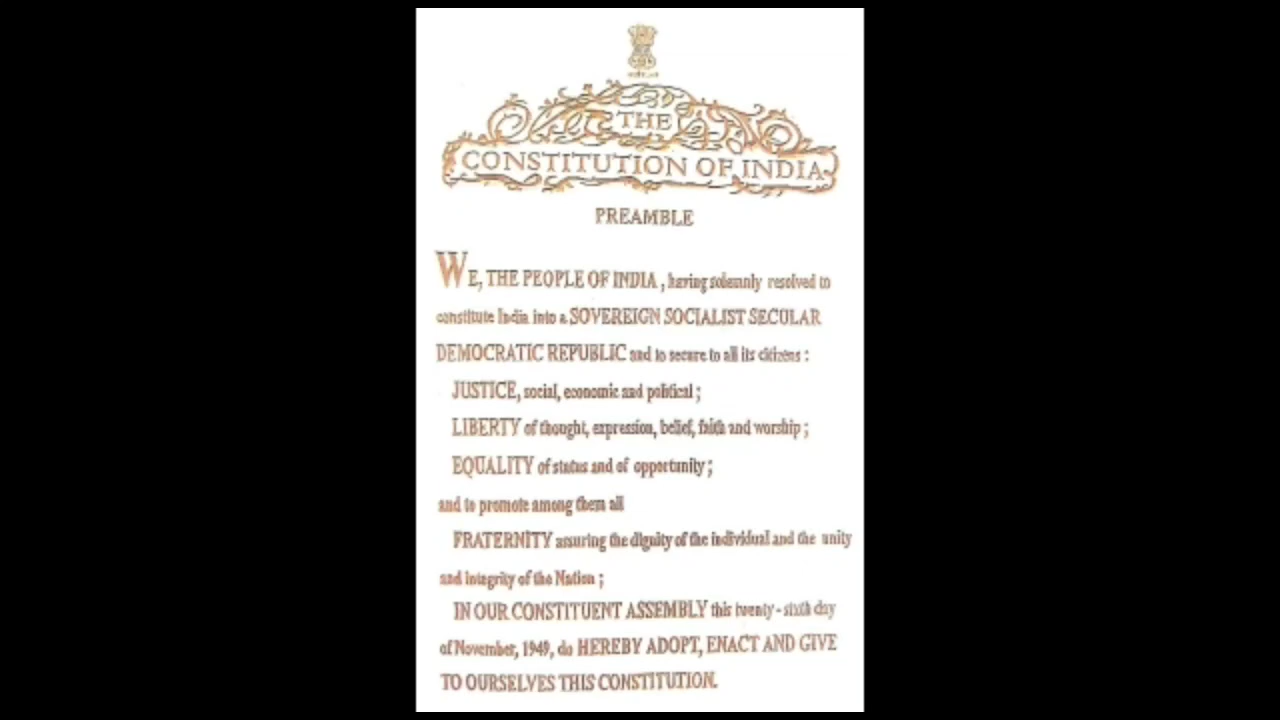 THE
CONSTITUTION OF INDIA
PREAMBLE
WE, THE PEOPLE OF INDIA , having solemnly resolved to
constitute India into a SOVEREIGN SOCIALIST SECULAR
DEMOCRATIC REPUBLIC and to secure to all its citizens :
JUSTICE, social, economic and political ;
LIBERTY of thought, expression, belief, faith and worship ;
EQUALITY of status and of opportunity ;
and to promote among them all
FRATERNITY assuring the dignity of the individual and the unity
and integrity of the Nation ;
IN OUR CONSTITUENT ASSEMBLY this twenty - sixth day
of November, 1949, do HEREBY ADOPT, ENACT AND GIVE
TO OURSELVES THIS CONSTITUTION.